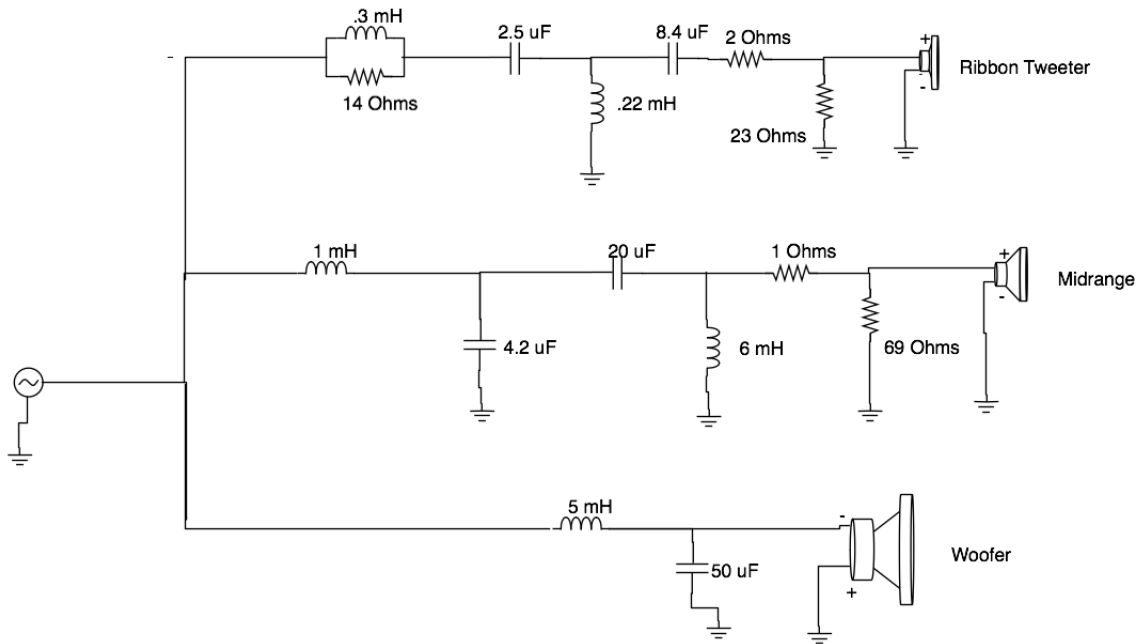 .3 mH
14 Ohms
2.5 uF
.22 mH
8.4 uF
2 Ohms
23 Ohms
+
-
Ribbon Tweeter
-
1 mH
4.2 uF
20 uF
6 mH
1 Ohms
69 Ohms
+
-
Midrange
5 mH
50 uF
-
+
Woofer